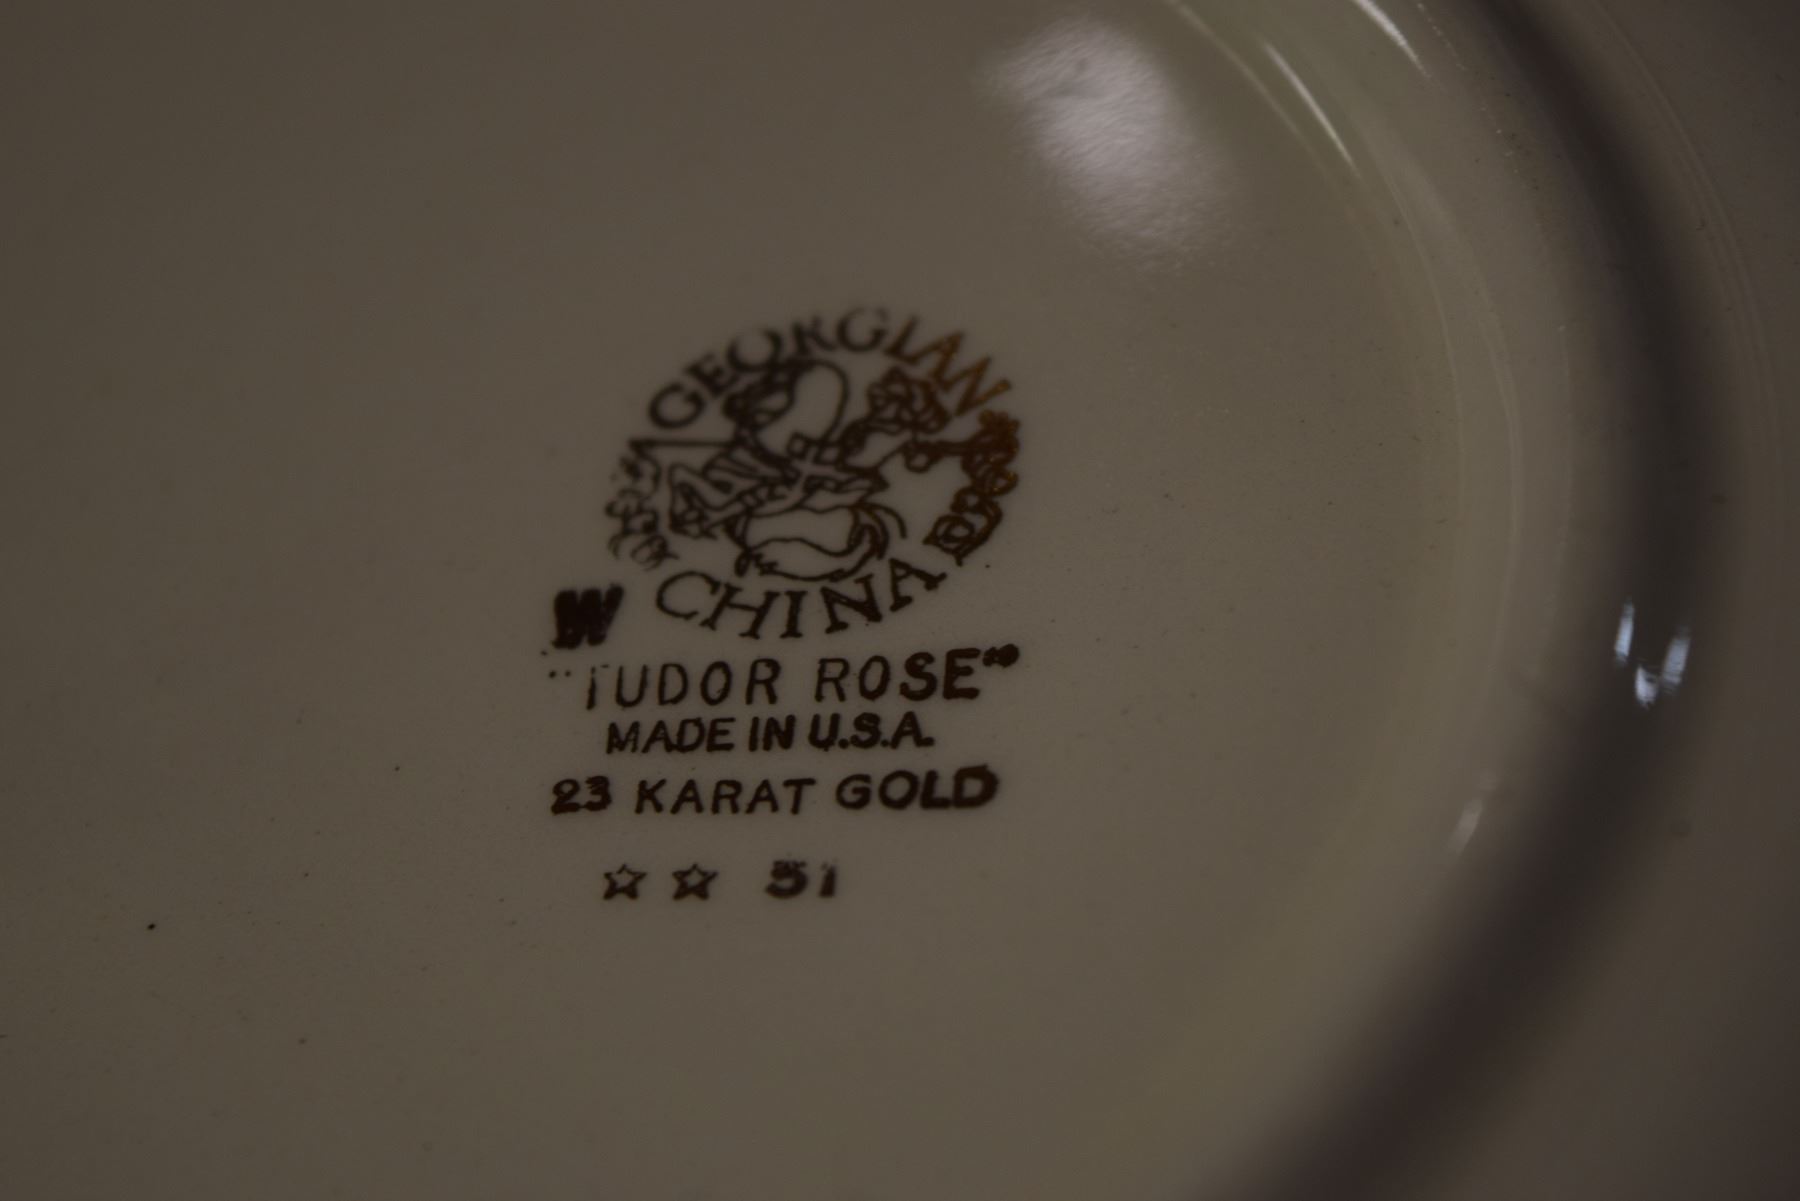 GEORGIAN
CHINA
W
"TUDOR ROSE"
MADE IN U.S.A.
23 KARAT GOLD
☆ ☆ 51